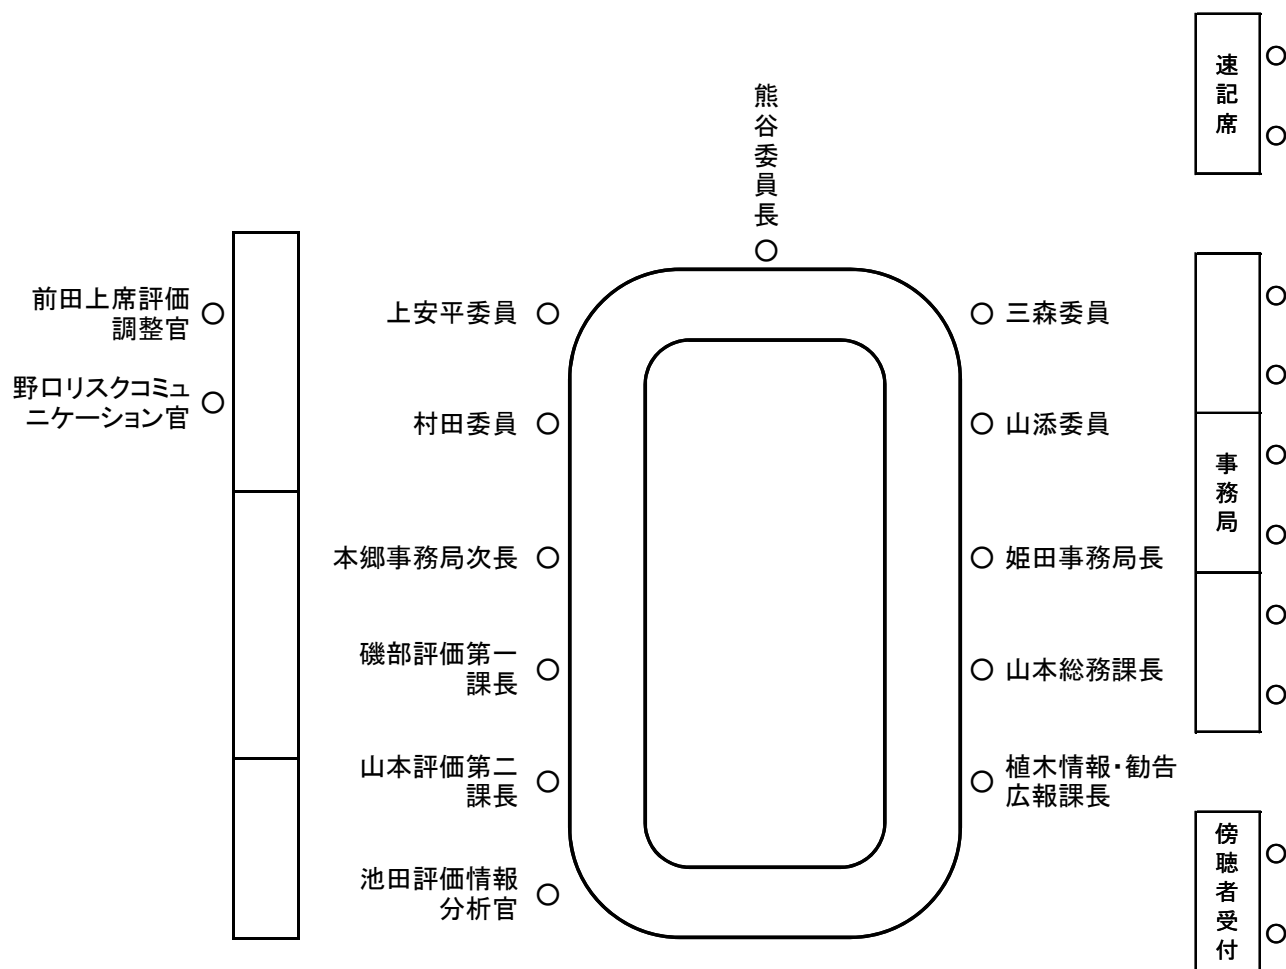 速記席
熊谷委員長
前田上席評価
調整官
野口リスクコミュ
ニケーション官
上安平委員
村田委員
本郷事務局次長
磯部評価第一
課長
山本評価第二
課長
池田評価情報
分析官
三森委員
山添委員
姫田事務局長
山本総務課長
植木情報・勧告
広報課長
事務局
傍聴者受付